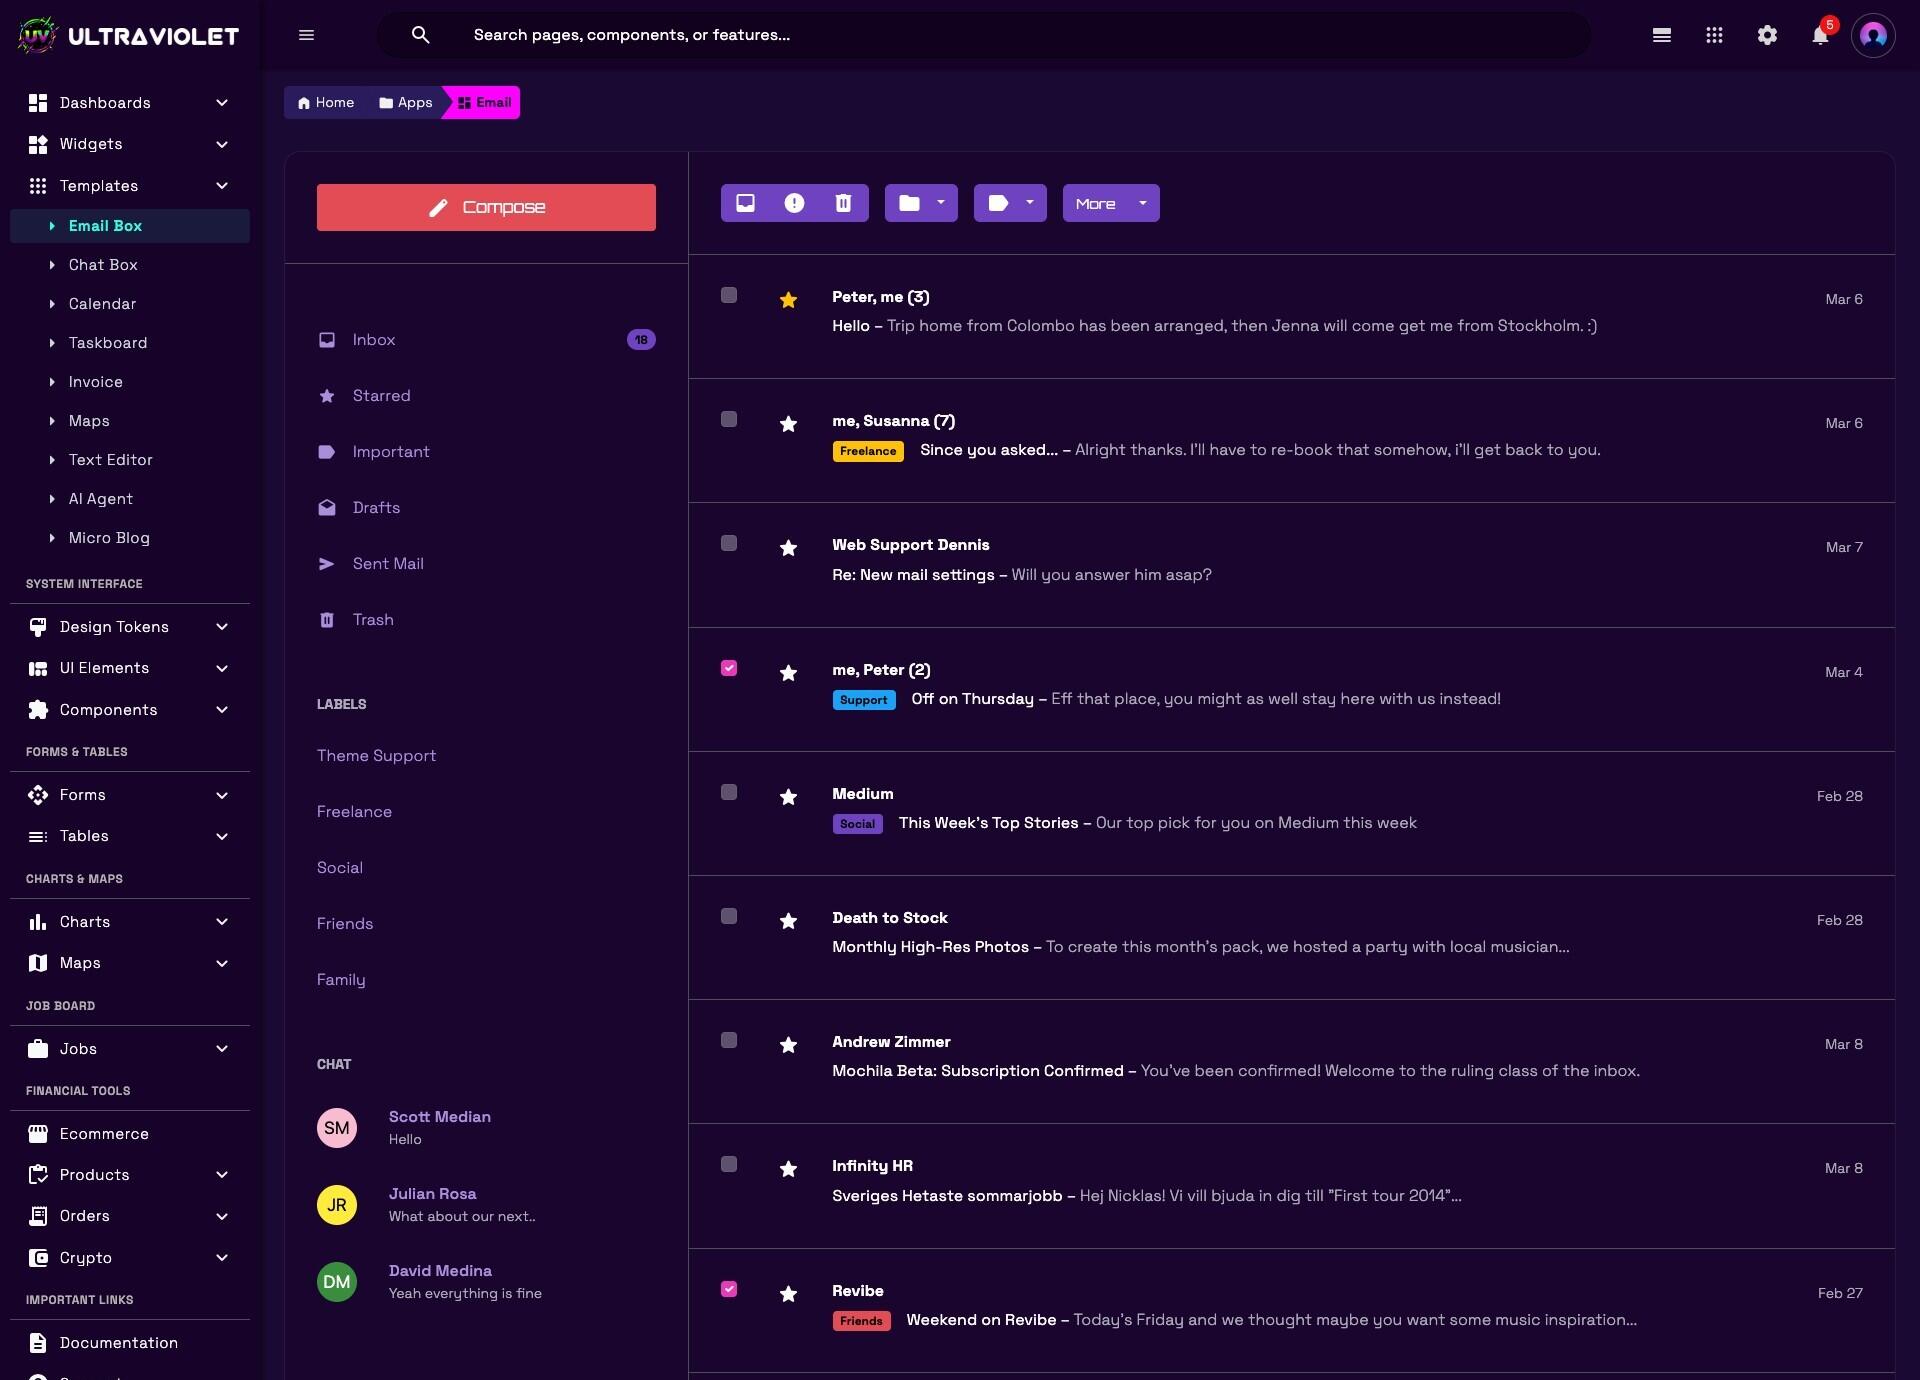 UV ULTRAVIOLET
Search pages, components, or features...
5
Dashboards
Widgets
Templates
Email Box
Chat Box
Calendar
Taskboard
Invoice
Maps
Text Editor
AI Agent
Micro Blog
SYSTEM INTERFACE
Design Tokens
UI Elements
Components
FORMS & TABLES
Forms
Tables
CHARTS & MAPS
Charts
Maps
JOB BOARD
Jobs
FINANCIAL TOOLS
Ecommerce
Products
Orders
Crypto
IMPORTANT LINKS
Documentation
Home Apps Email
Compose
Inbox 18
Starred
Important
Drafts
Sent Mail
Trash
LABELS
Theme Support
Freelance
Social
Friends
Family
CHAT
SM Scott Median
Hello
JR Julian Rosa
What about our next..
DM David Medina
Yeah everything is fine
More
Peter, me (3) Mar 6
Hello – Trip home from Colombo has been arranged, then Jenna will come get me from Stockholm. :)
me, Susanna (7) Mar 6
Freelance Since you asked... – Alright thanks. I'll have to re-book that somehow, i'll get back to you.
Web Support Dennis Mar 7
Re: New mail settings – Will you answer him asap?
me, Peter (2) Mar 4
Support Off on Thursday – Eff that place, you might as well stay here with us instead!
Medium Feb 28
Social This Week's Top Stories – Our top pick for you on Medium this week
Death to Stock Feb 28
Monthly High-Res Photos – To create this month's pack, we hosted a party with local musician...
Andrew Zimmer Mar 8
Mochila Beta: Subscription Confirmed – You've been confirmed! Welcome to the ruling class of the inbox.
Infinity HR Mar 8
Sveriges Hetaste sommarjobb – Hej Nicklas! Vi vill bjuda in dig till "First tour 2014"...
Revibe Feb 27
Friends Weekend on Revibe – Today's Friday and we thought maybe you want some music inspiration...